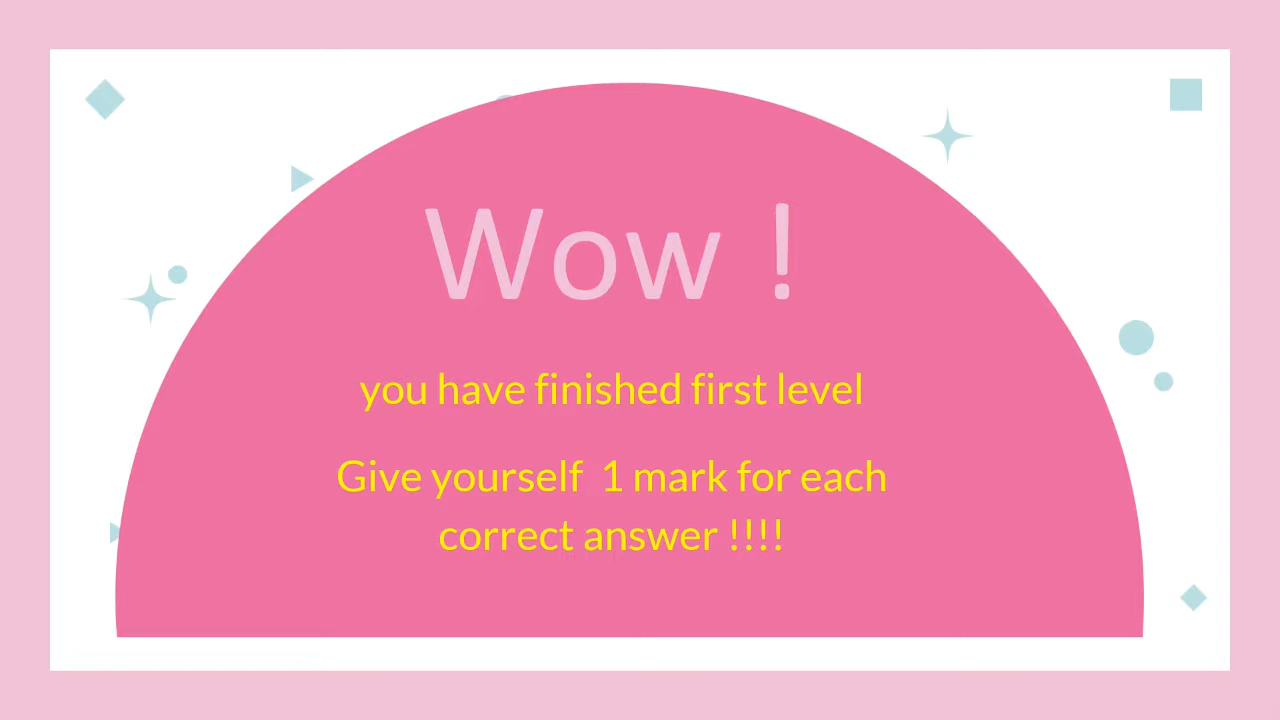 Wow !
you have finished first level
Give yourself  1 mark for each
correct answer !!!!